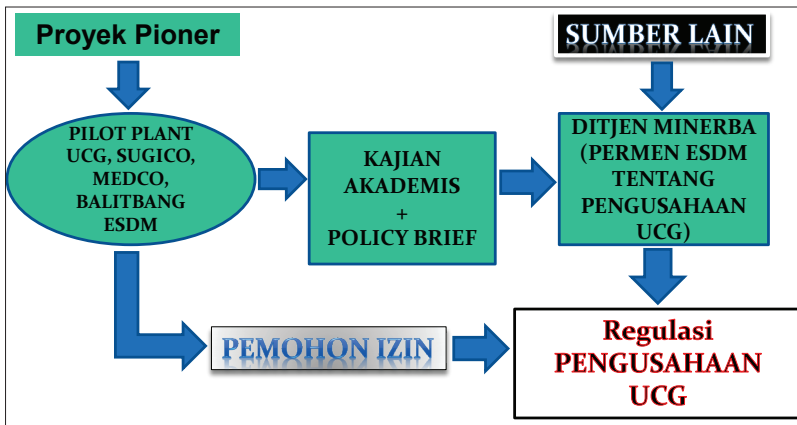 Proyek Pioner
SUMBER LAIN
PILOT PLANT
UCG, SUGICO,
MEDCO,
BALITBANG
ESDM
KAJIAN
AKADEMIS
+
POLICY BRIEF
DITJEN MINERBA
(PERMEN ESDM
TENTANG
PENGUSAHAAN
UCG)
PEMOHON IZIN
Regulasi
PENGUSAHAAN
UCG